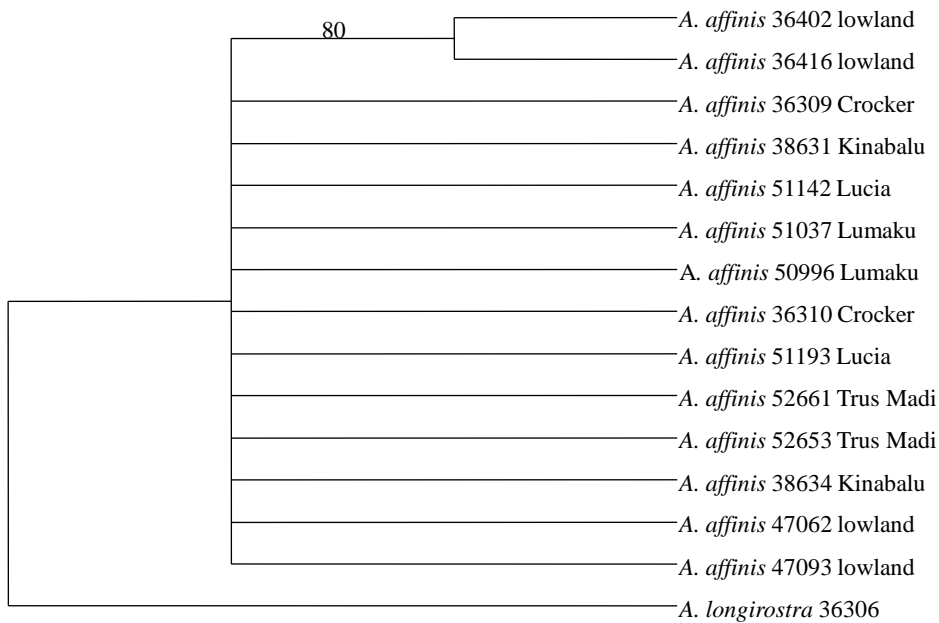 A. affinis 36402 lowland
80
A. affinis 36416 lowland
A. affinis 36309 Crocker
A. affinis 38631 Kinabalu
A. affinis 51142 Lucia
A. affinis 51037 Lumaku
A. affinis 50996 Lumaku
A. affinis 36310 Crocker
A. affinis 51193 Lucia
A. affinis 52661 Trus Madi
A. affinis 52653 Trus Madi
A. affinis 38634 Kinabalu
A. affinis 47062 lowland
A. affinis 47093 lowland
A. longirostra 36306